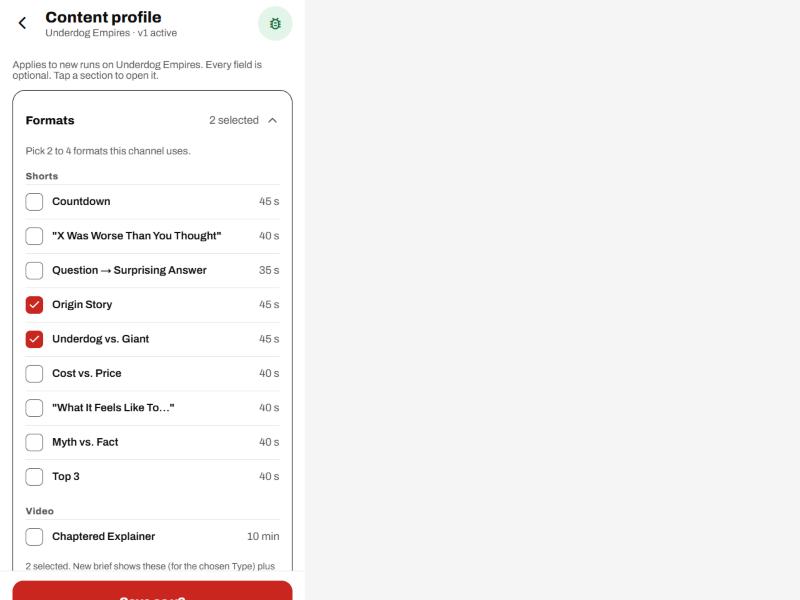 Content profile
Underdog Empires · v1 active
Applies to new runs on Underdog Empires. Every field is
optional. Tap a section to open it.
Formats
2 selected
Pick 2 to 4 formats this channel uses.
Shorts
Countdown
45 s
"X Was Worse Than You Thought"
40 s
Question → Surprising Answer
35 s
Origin Story
45 s
Underdog vs. Giant
45 s
Cost vs. Price
40 s
"What It Feels Like To…"
40 s
Myth vs. Fact
40 s
Top 3
40 s
Video
Chaptered Explainer
10 min
2 selected. New brief shows these (for the chosen Type) plus